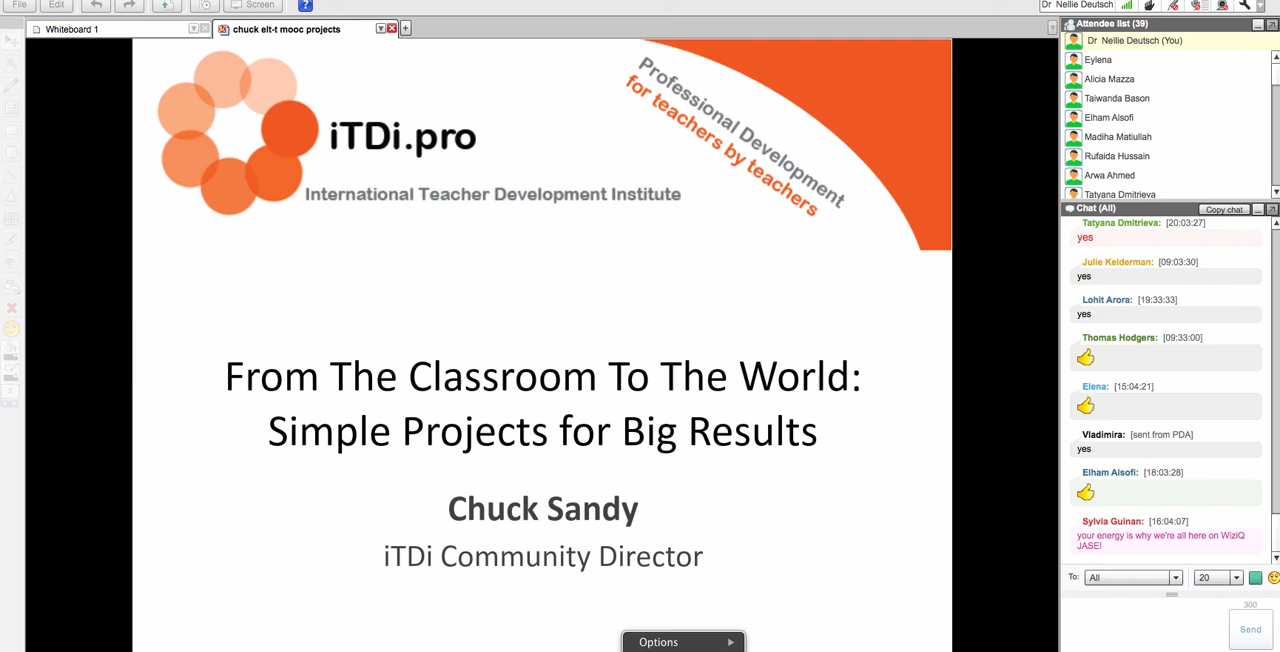 File
Edit
Screen
?
Dr Nellie Deutsch
Whiteboard 1
chuck elt-t mooc projects
iTDi.pro
International Teacher Development Institute
Professional Development
for teachers by teachers
From The Classroom To The World:
Simple Projects for Big Results
Chuck Sandy
iTDi Community Director
Options
Attendee list (39)
Dr Nellie Deutsch (You)
Eylena
Alicia Mazza
Taiwanda Bason
Elham Alsofi
Madiha Matiullah
Rufaida Hussain
Arwa Ahmed
Tatyana Dmitrieva
Chat (All)
Copy chat
Tatyana Dmitrieva: [20:03:27]
yes
Julie Kelderman: [09:03:30]
yes
Lohit Arora: [19:33:33]
yes
Thomas Hodgers: [09:33:00]
Elena: [15:04:21]
Vladimira: [sent from PDA]
yes
Elham Alsofi: [18:03:28]
Sylvia Guinan: [16:04:07]
your energy is why we're all here on WiziQ
JASE!
To: All 20
300
Send